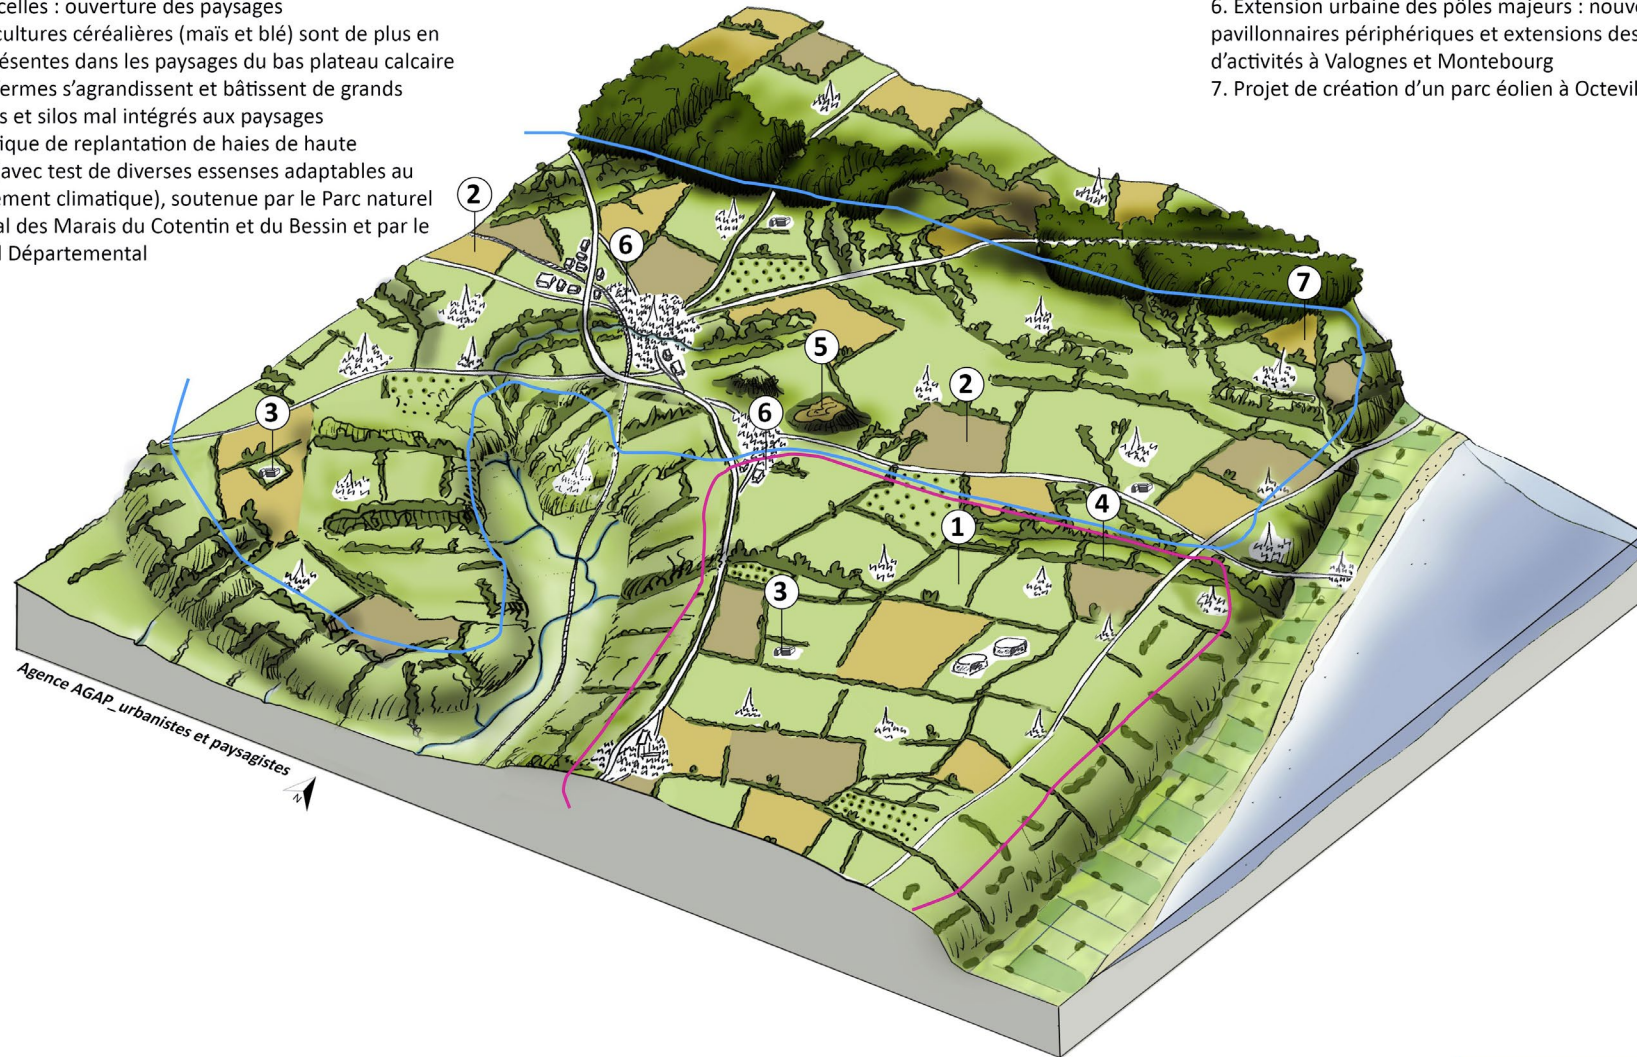 celles : ouverture des paysages
cultures céréalières (maïs et blé) sont de plus en
ésentes dans les paysages du bas plateau calcaire
ermes s’agrandissent et bâtissent de grands
s et silos mal intégrés aux paysages
ique de replantation de haies de haute
avec test de diverses essenses adaptables au
ement climatique), soutenue par le Parc naturel
al des Marais du Cotentin et du Bessin et par le
l Départemental
6. Extension urbaine des pôles majeurs : nouve
pavillonnaires périphériques et extensions des
d’activités à Valognes et Montebourg
7. Projet de création d’un parc éolien à Octevil
2
6
7
5
2
3
6
4
1
3
Agence AGAP_urbanistes et paysagistes
N